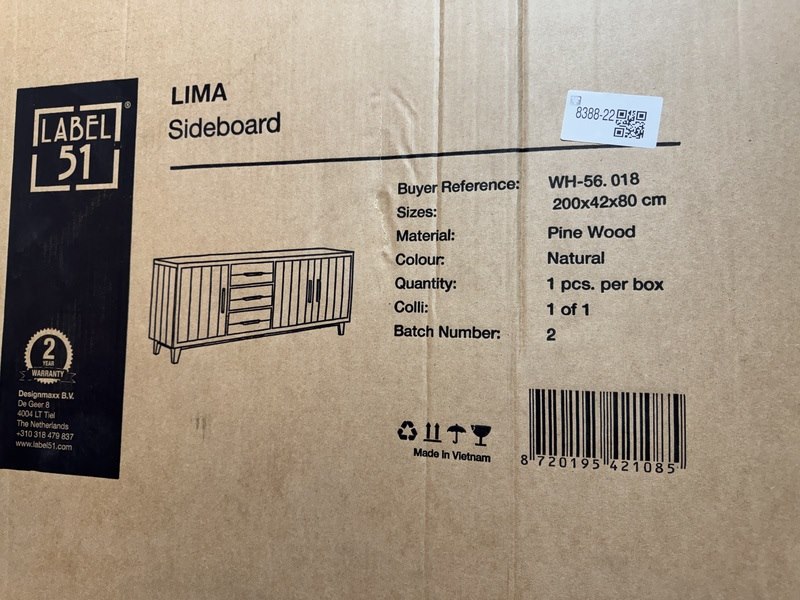 LABEL
51
®
LIMA
Sideboard
8388-22
Buyer Reference: WH-56. 018
Sizes: 200x42x80 cm
Material: Pine Wood
Colour: Natural
Quantity: 1 pcs. per box
Colli: 1 of 1
Batch Number: 2
2
YEAR
WARRANTY
Designmaxx B.V.
De Geer 8
4004 LT Tiel
The Netherlands
+310 318 479 837
www.label51.com
Made In Vietnam
8 720195 421085